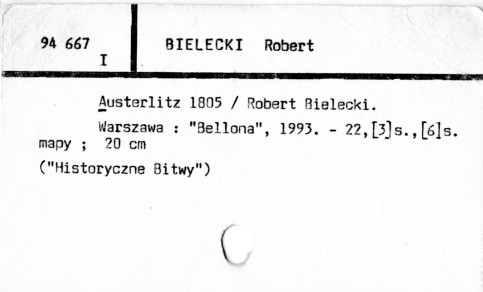 94 667 BIELECKI Robert
I
Austerlitz 1805 / Robert Bielecki.
Warszawa : "Bellona", 1993. - 22,[3]s.,[6]s.
mapy ; 20 cm
("Historyczne Bitwy")